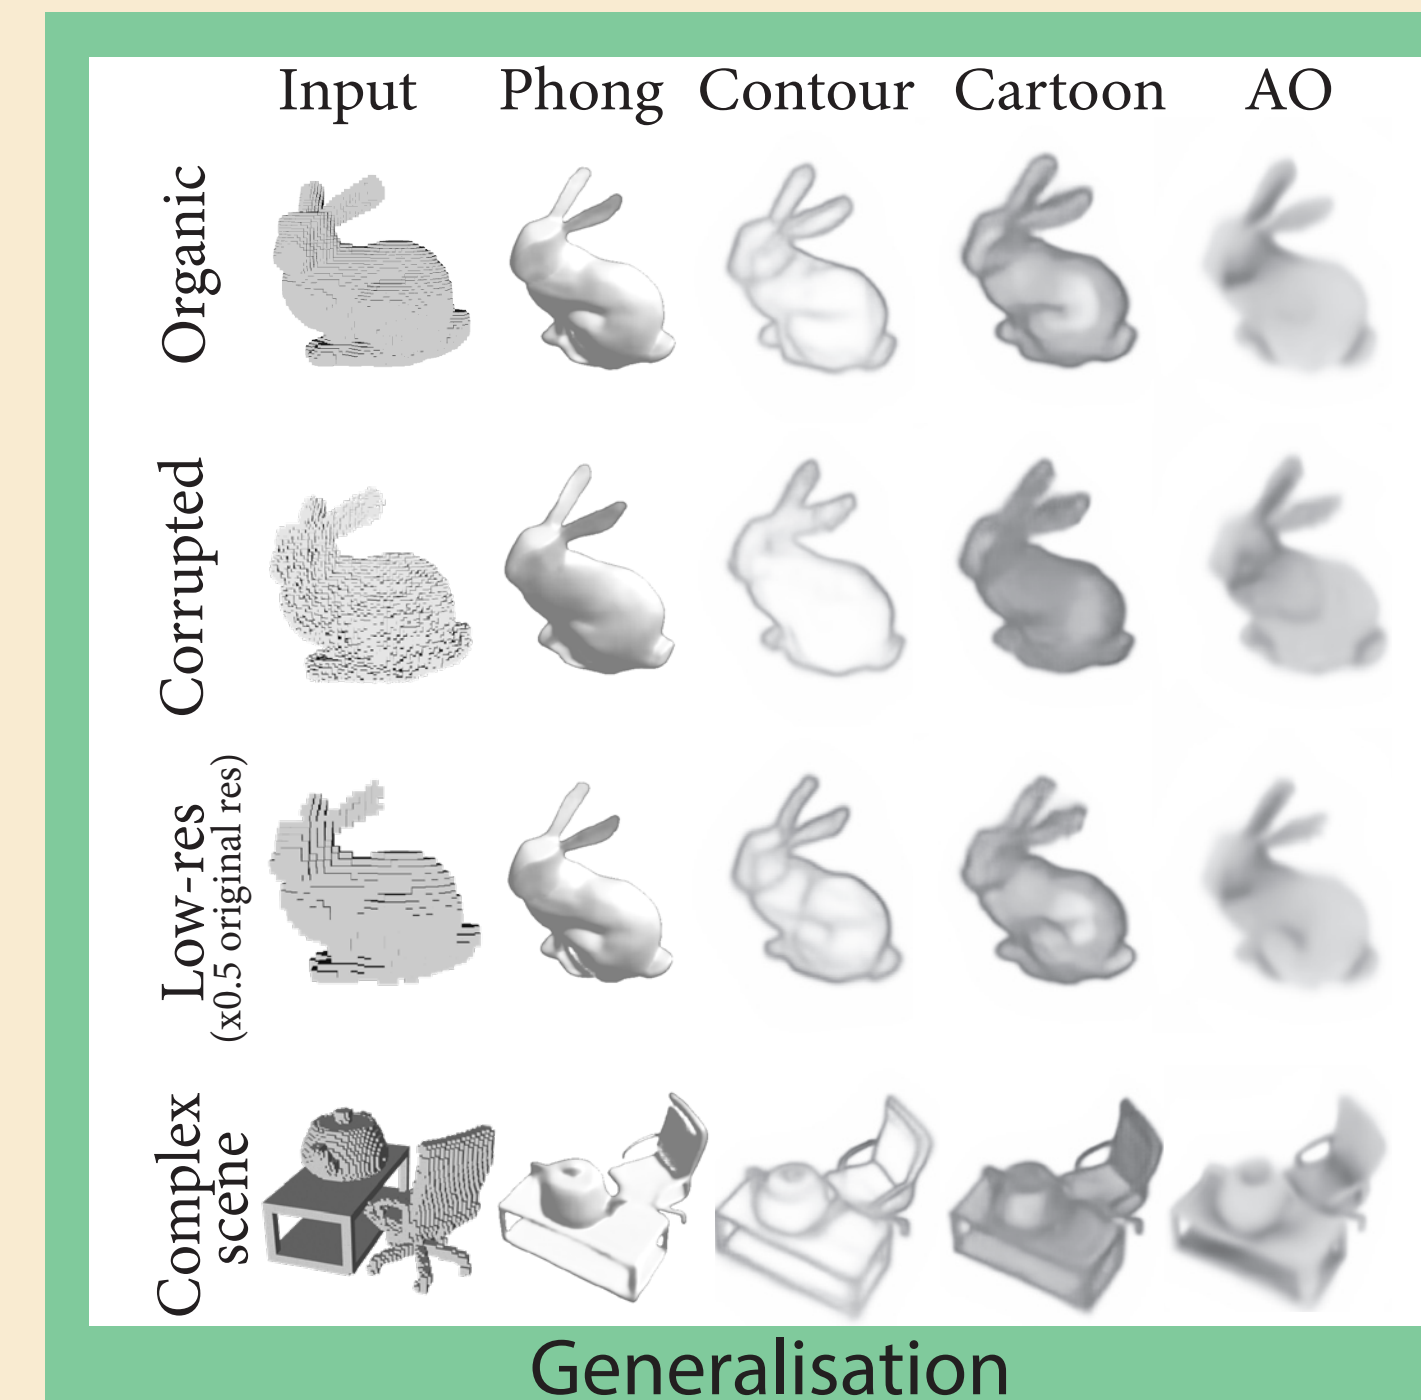 Input Phong Contour Cartoon AO
Organic
Corrupted
Low-res
(x0.5 original res)
Complex
scene
Generalisation